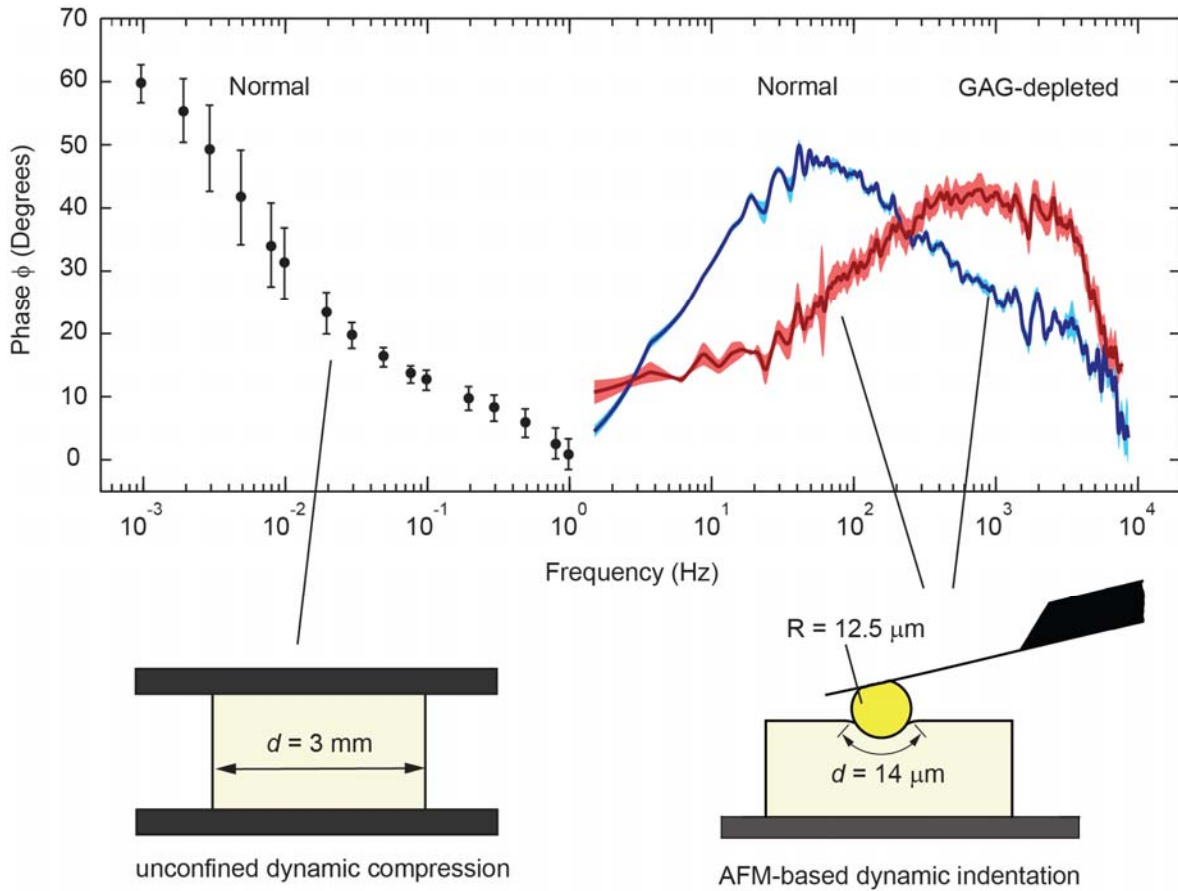 70
60
50
40
30
20
10
0
Phase ϕ (Degrees)
Normal
Normal
GAG-depleted
10⁻³
10⁻²
10⁻¹
10⁰
10¹
10²
10³
10⁴
Frequency (Hz)
R = 12.5 μm
d = 3 mm
d = 14 μm
unconfined dynamic compression
AFM-based dynamic indentation